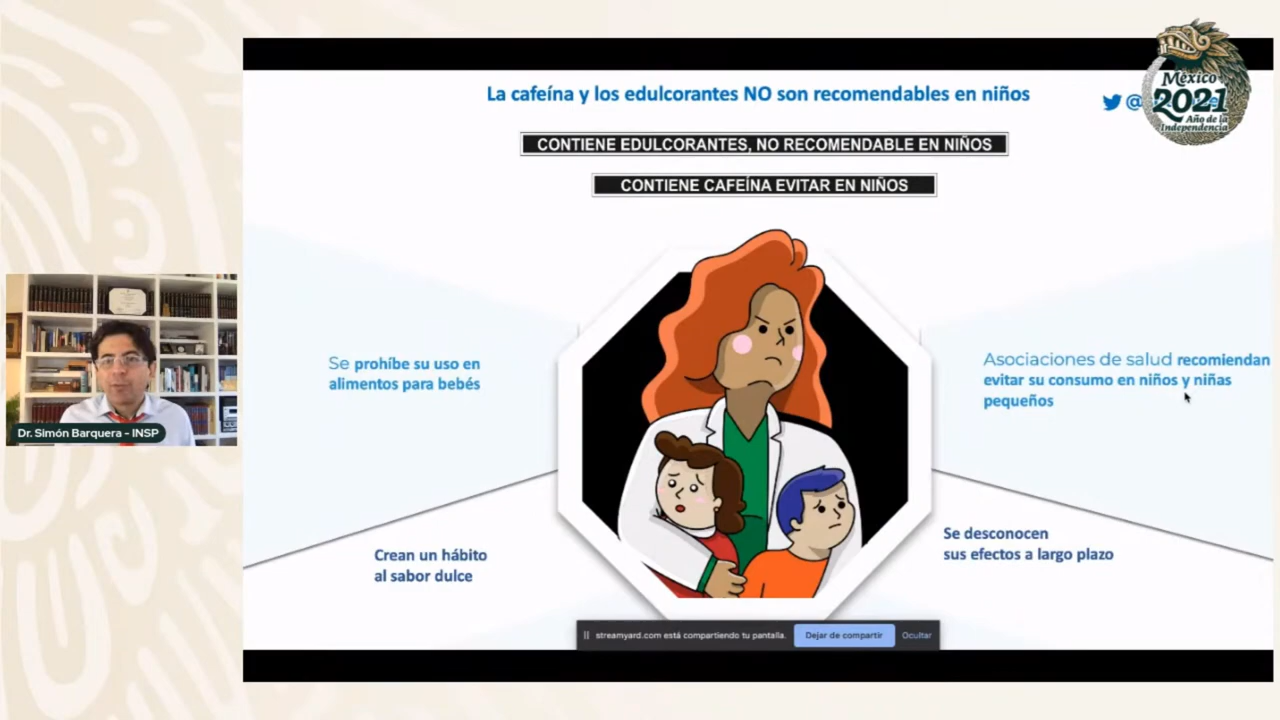 La cafeína y los edulcorantes NO son recomendables en niños
@
México
2021
Año de la
Independencia
CONTIENE EDULCORANTES, NO RECOMENDABLE EN NIÑOS
CONTIENE CAFEÍNA EVITAR EN NIÑOS
Se prohíbe su uso en
alimentos para bebés
Asociaciones de salud recomiendan
evitar su consumo en niños y niñas
pequeños
Dr. Simón Barquera - INSP
Crean un hábito
al sabor dulce
Se desconocen
sus efectos a largo plazo
streamyard.com está compartiendo tu pantalla.
Dejar de compartir
Ocultar